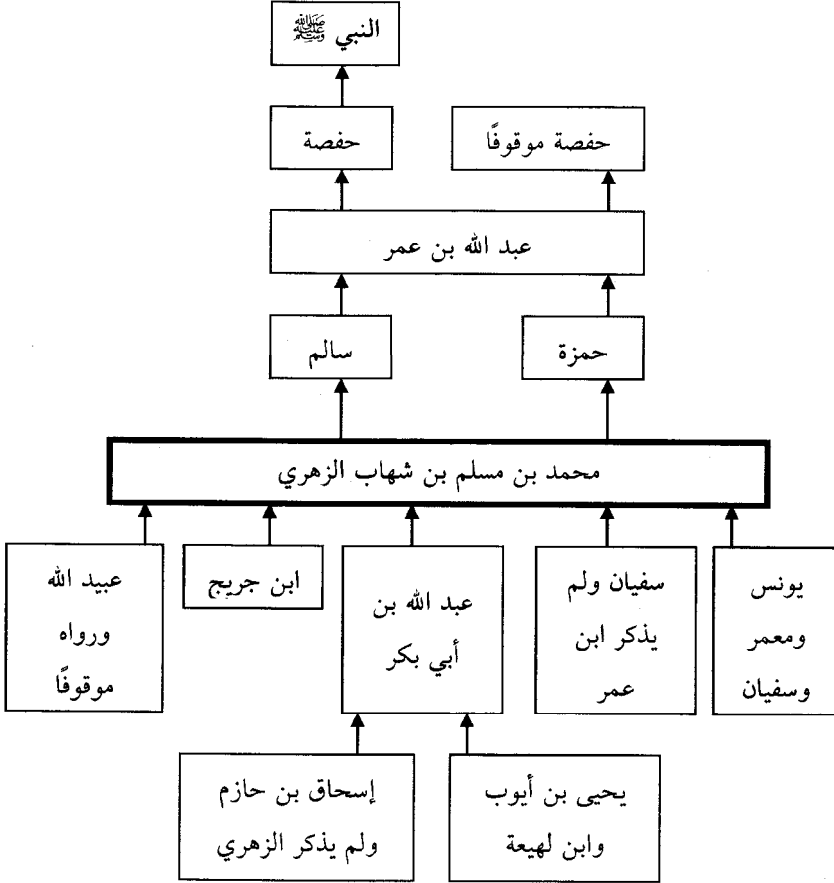 النبي ﷺ
حفصة موقوفًا
حفصة
عبد الله بن عمر
حمزة
سالم
محمد بن مسلم بن شهاب الزهري
يونس
ومعمر
وسفيان
سفيان ولم
يذكر ابن
عمر
عبد الله بن
أبي بكر
ابن جريج
عبيد الله
ورواه
موقوفًا
يحيى بن أيوب
وابن لهيعة
إسحاق بن حازم
ولم يذكر الزهري